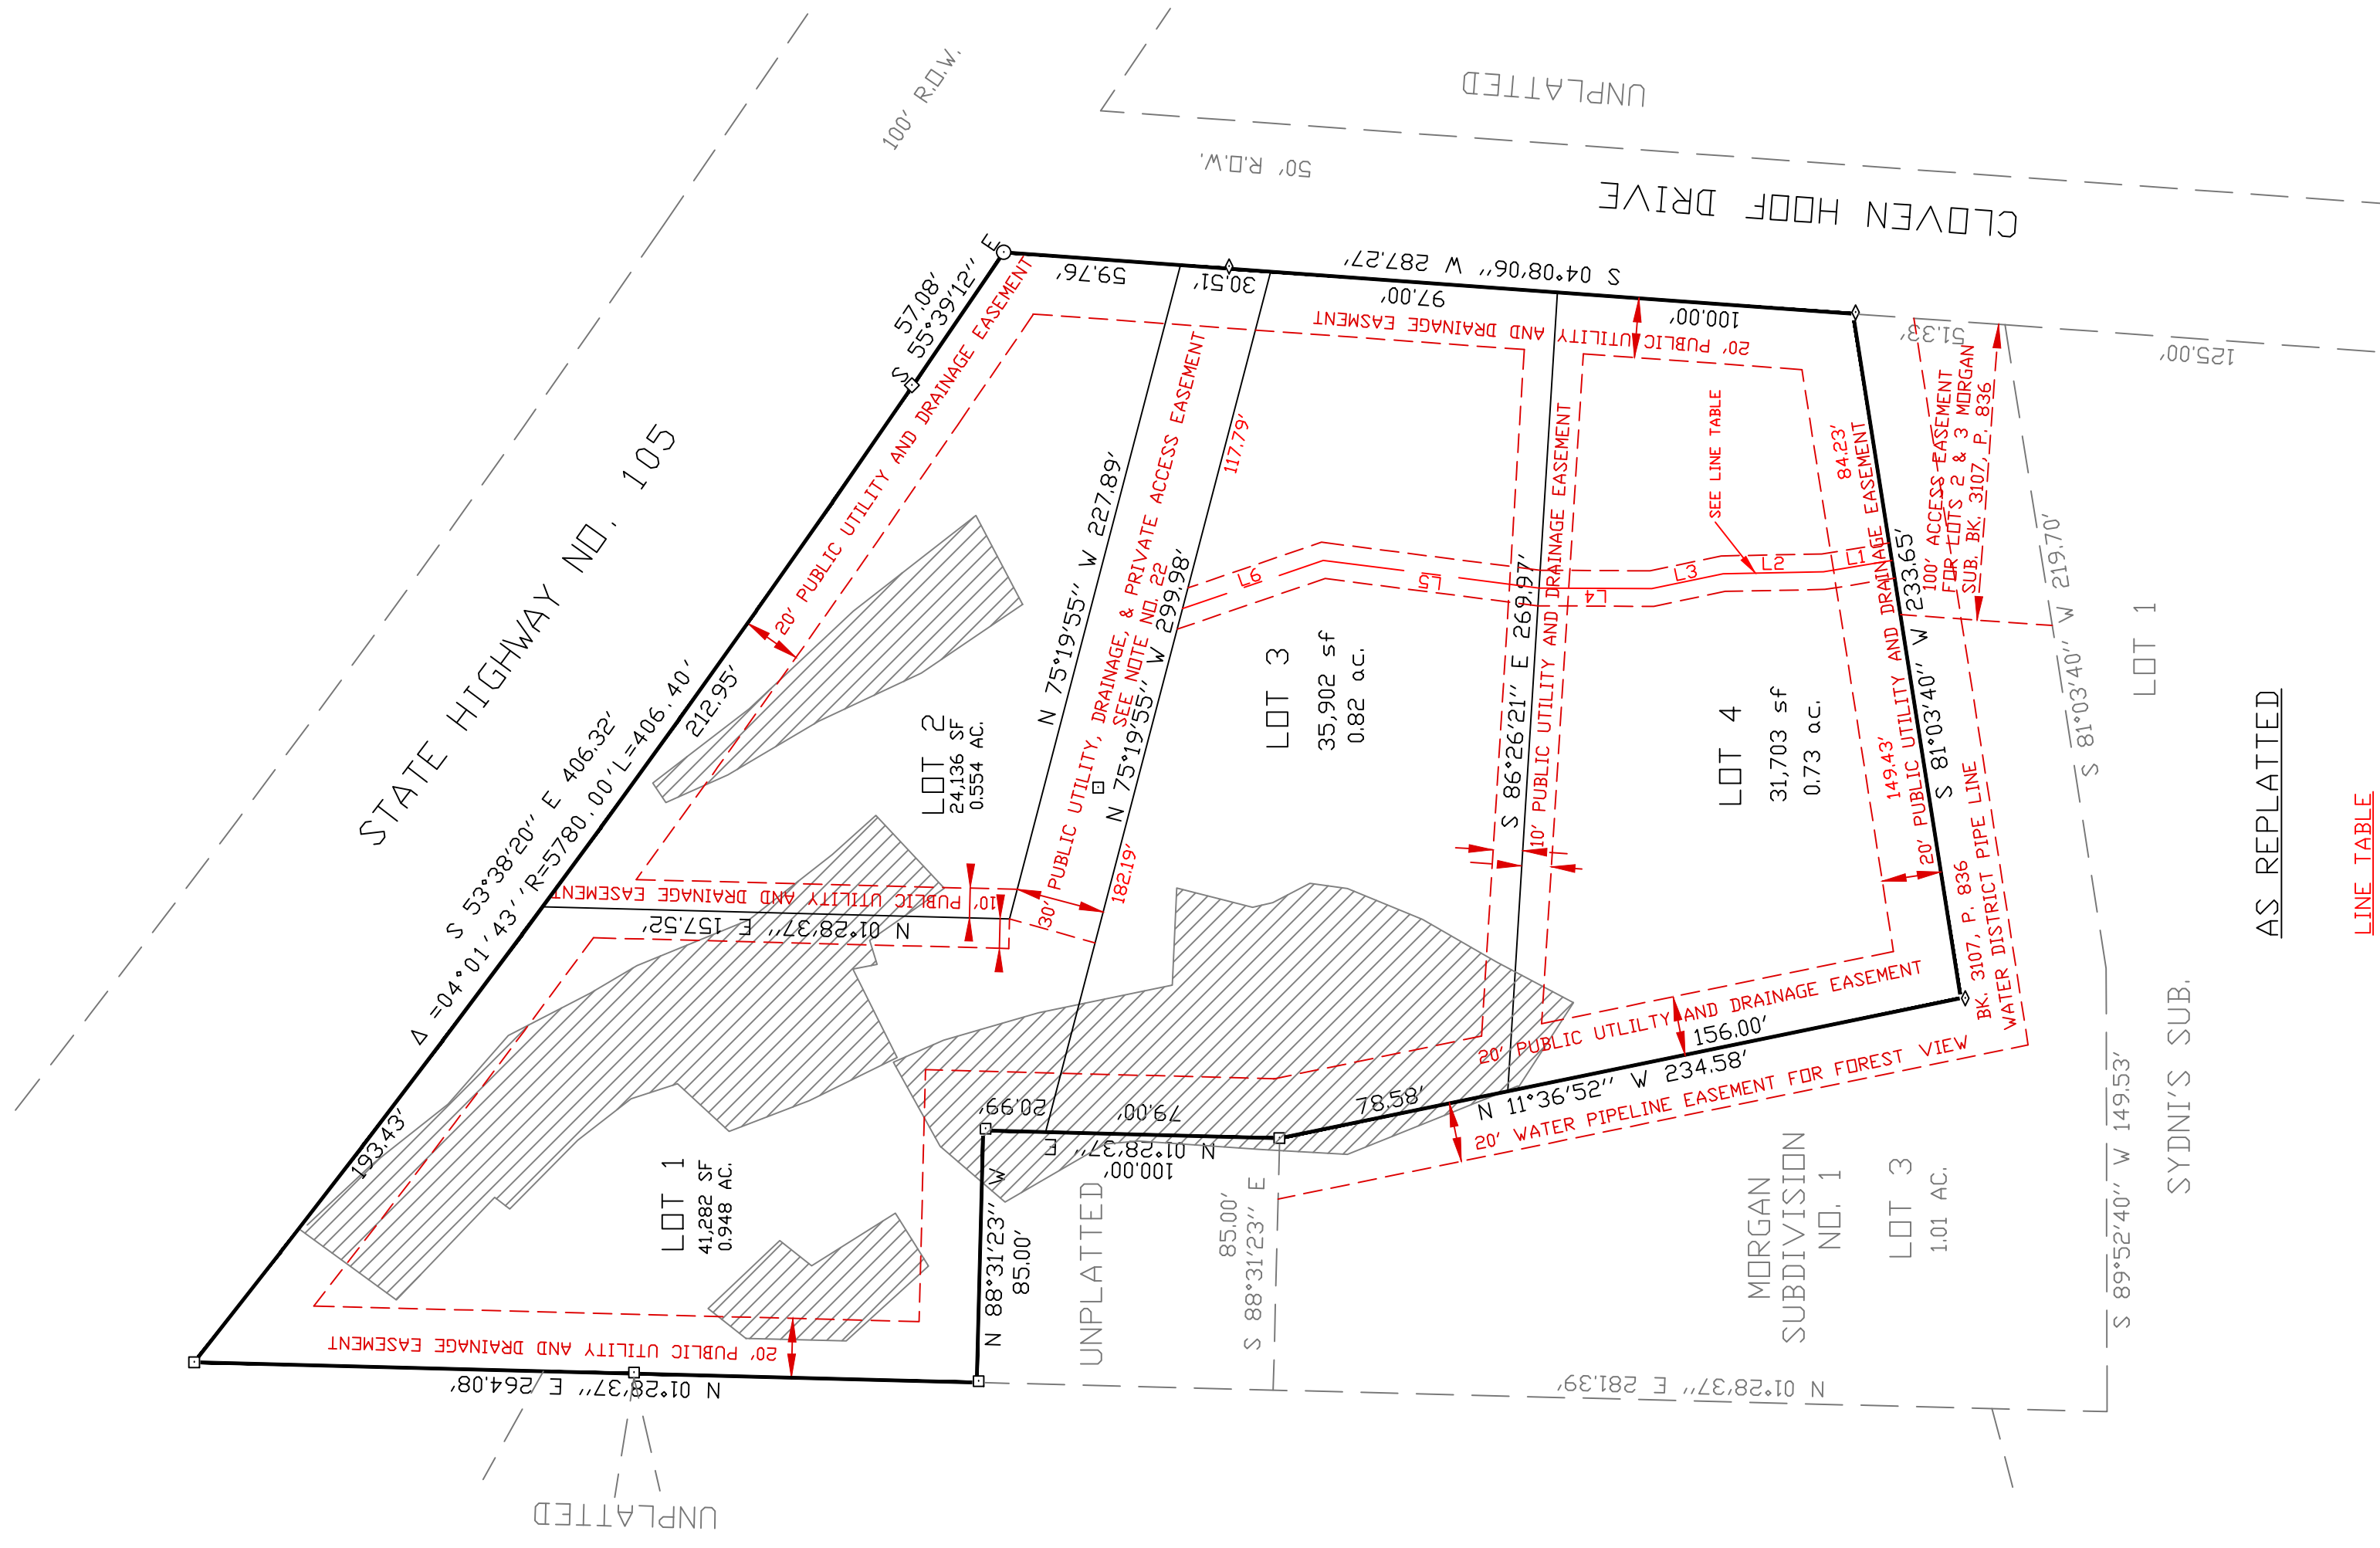 100' R.O.W.
UNPLATTED
50' R.O.W.
CLOVEN HOOF DRIVE
STATE HIGHWAY NO. 105
57.08'
S 55°39'12" E
59.76'
30.51'
S 04°08'06" W 287.27'
97.00'
100.00'
51.33'
125.00'
20' PUBLIC UTILITY AND DRAINAGE EASEMENT
20' PUBLIC UTILITY AND DRAINAGE EASMENT
S 53°38'20" E 406.32'
Δ =04°01'43"R=5780.00'L=406.40'
212.95'
193.43'
N 75°19'55" W 227.89'
30' PUBLIC UTILITY, DRAINAGE, & PRIVATE ACCESS EASEMENT
SEE NOTE NO. 22
N 75°19'55" W 299.98'
117.79'
182.19'
LOT 2
24,136 SF
0.554 AC.
10' PUBLIC UTILITY AND DRAINAGE EASEMENT
N 01°28'37" E 157.52'
LOT 3
35,902 sf
0.82 ac.
L6
L5
L4
L3
L2
L1
SEE LINE TABLE
S 86°26'21" E 269.97'
10' PUBLIC UTILITY AND DRAINAGE EASEMENT
LOT 4
31,703 sf
0.73 ac.
84.23'
149.43'
20' PUBLIC UTILITY AND DRAINAGE EASEMENT
S 81°03'40" W 233.65'
100' ACCESS EASEMENT
FOR LOTS 2 & 3 MORGAN
SUB. BK. 3107, P. 836
S 81°03'40" W 219.70'
LOT 1
AS REPLATTED
LINE TABLE
20' PUBLIC UTLILTY AND DRAINAGE EASEMENT
156.00'
N 11°36'52" W 234.58'
78.58'
20' WATER PIPELINE EASEMENT FOR FOREST VIEW
WATER DISTRICT PIPE LINE
BK. 3107, P. 836
20.99'
79.00'
N 01°28'37" E
100.00'
N 88°31'23" W
85.00'
LOT 1
41,282 SF
0.948 AC.
20' PUBLIC UTILITY AND DRAINAGE EASEMENT
N 01°28'37" E 264.08'
UNPLATTED
UNPLATTED
85.00'
S 88°31'23" E
MORGAN
SUBDIVISION
NO. 1
LOT 3
1.01 AC.
N 01°28'37" E 281.39'
S 89°52'40" W 149.53'
SYDNI'S SUB.